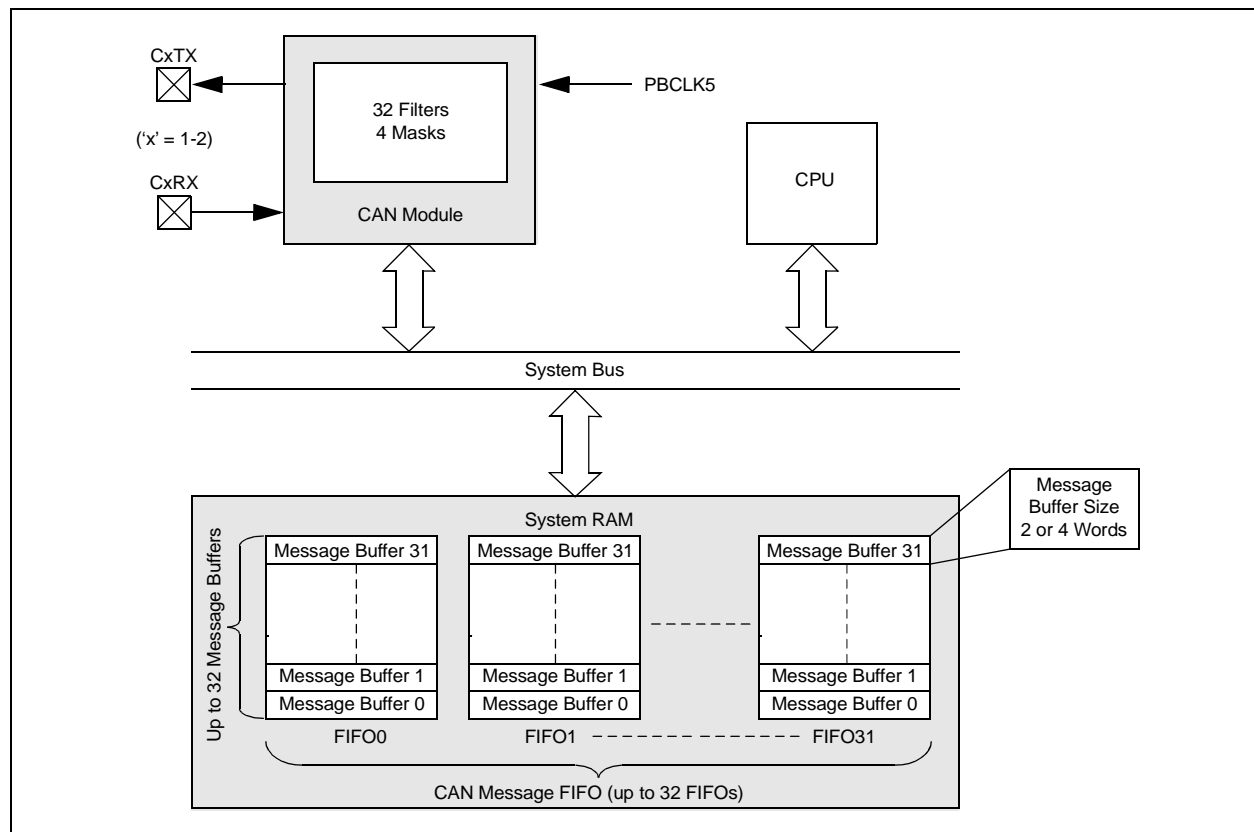 CxTX
PBCLK5
32 Filters
4 Masks
(‘x’ = 1-2)
CxRX
CPU
CAN Module
System Bus
Message
Buffer Size
2 or 4 Words
System RAM
Up to 32 Message Buffers
Message Buffer 31
Message Buffer 31
Message Buffer 31
Message Buffer 1
Message Buffer 1
Message Buffer 1
Message Buffer 0
Message Buffer 0
Message Buffer 0
FIFO0
FIFO1
FIFO31
CAN Message FIFO (up to 32 FIFOs)